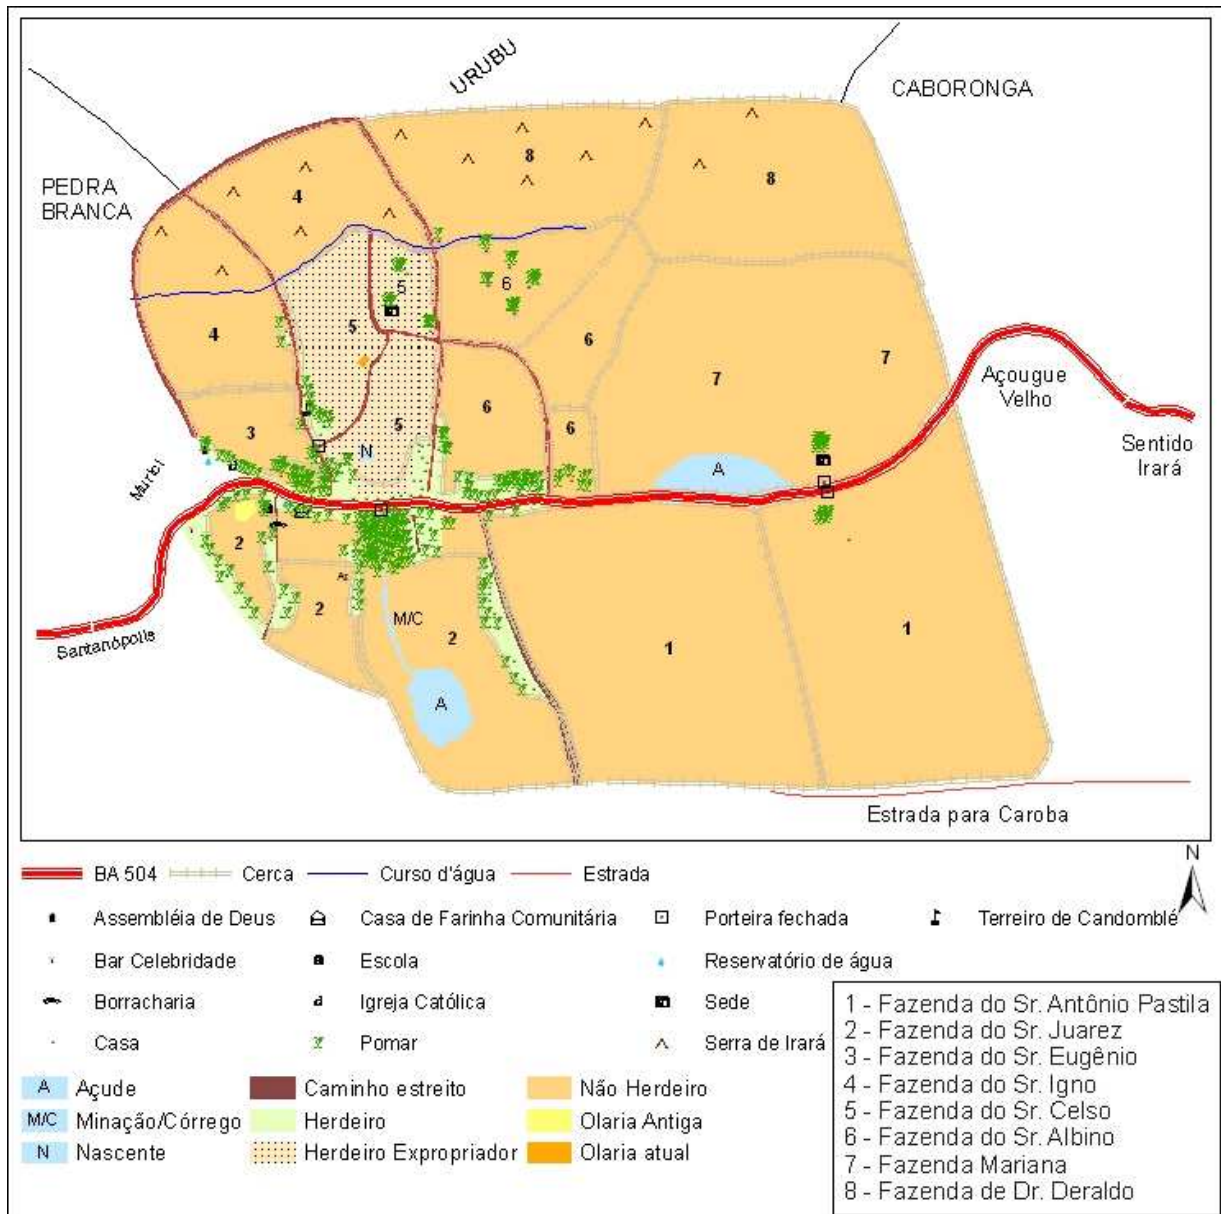 URUBU
CABORONGA
PEDRA
BRANCA
8
8
4
5
6
5
4
6
7
7
Açougue
Velho
6
5
6
3
N
A
Sentido
Irará
Murici
2
Az
2
M/C
2
1
1
Santanópolis
A
Estrada para Caroba
N
BA 504
Cerca
Curso d'água
Estrada
Assembléia de Deus
Casa de Farinha Comunitária
Porteira fechada
Terreiro de Candomblé
Bar Celebridade
Escola
Reservatório de água
Borracharia
Igreja Católica
Sede
Casa
Pomar
Serra de Irará
A Açude
Caminho estreito
Não Herdeiro
M/C Minação/Córrego
Herdeiro
Olaria Antiga
N Nascente
Herdeiro Expropriador
Olaria atual
1 - Fazenda do Sr. Antônio Pastila
2 - Fazenda do Sr. Juarez
3 - Fazenda do Sr. Eugênio
4 - Fazenda do Sr. Igno
5 - Fazenda do Sr. Celso
6 - Fazenda do Sr. Albino
7 - Fazenda Mariana
8 - Fazenda de Dr. Deraldo